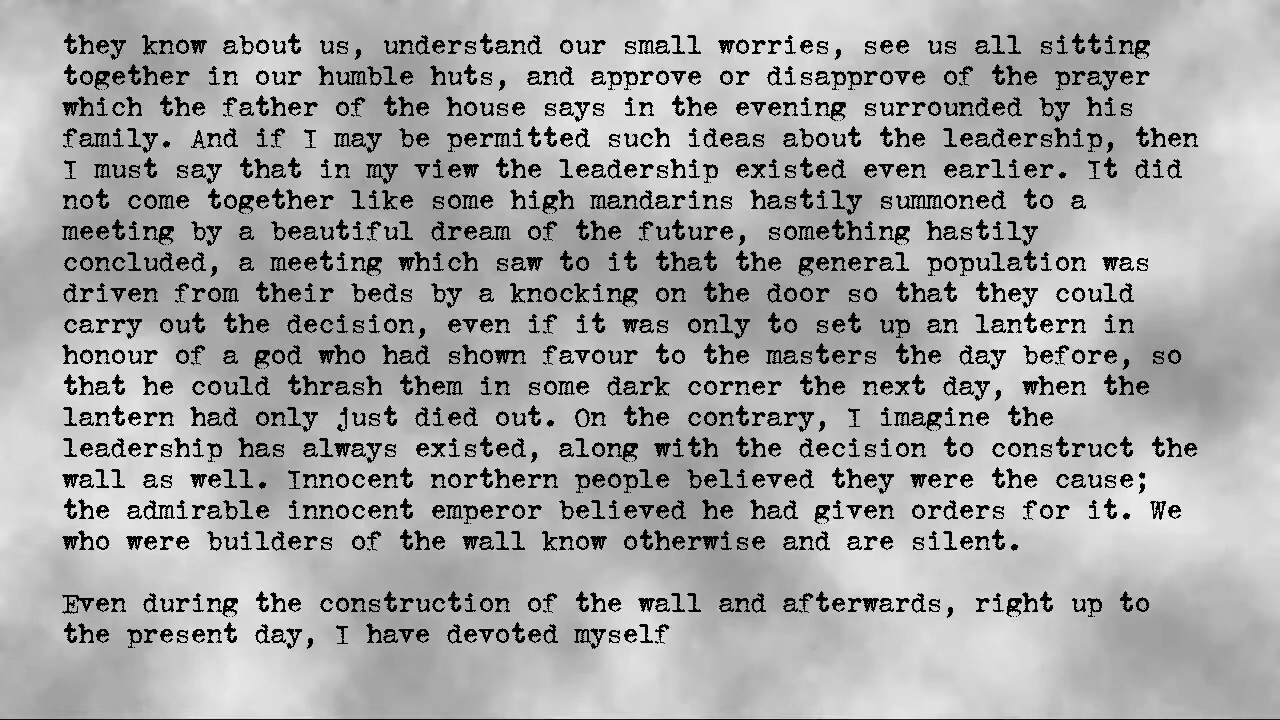 they know about us, understand our small worries, see us all sitting
together in our humble huts, and approve or disapprove of the prayer
which the father of the house says in the evening surrounded by his
family. And if I may be permitted such ideas about the leadership, then
I must say that in my view the leadership existed even earlier. It did
not come together like some high mandarins hastily summoned to a
meeting by a beautiful dream of the future, something hastily
concluded, a meeting which saw to it that the general population was
driven from their beds by a knocking on the door so that they could
carry out the decision, even if it was only to set up an lantern in
honour of a god who had shown favour to the masters the day before, so
that he could thrash them in some dark corner the next day, when the
lantern had only just died out. On the contrary, I imagine the
leadership has always existed, along with the decision to construct the
wall as well. Innocent northern people believed they were the cause;
the admirable innocent emperor believed he had given orders for it. We
who were builders of the wall know otherwise and are silent.

Even during the construction of the wall and afterwards, right up to
the present day, I have devoted myself